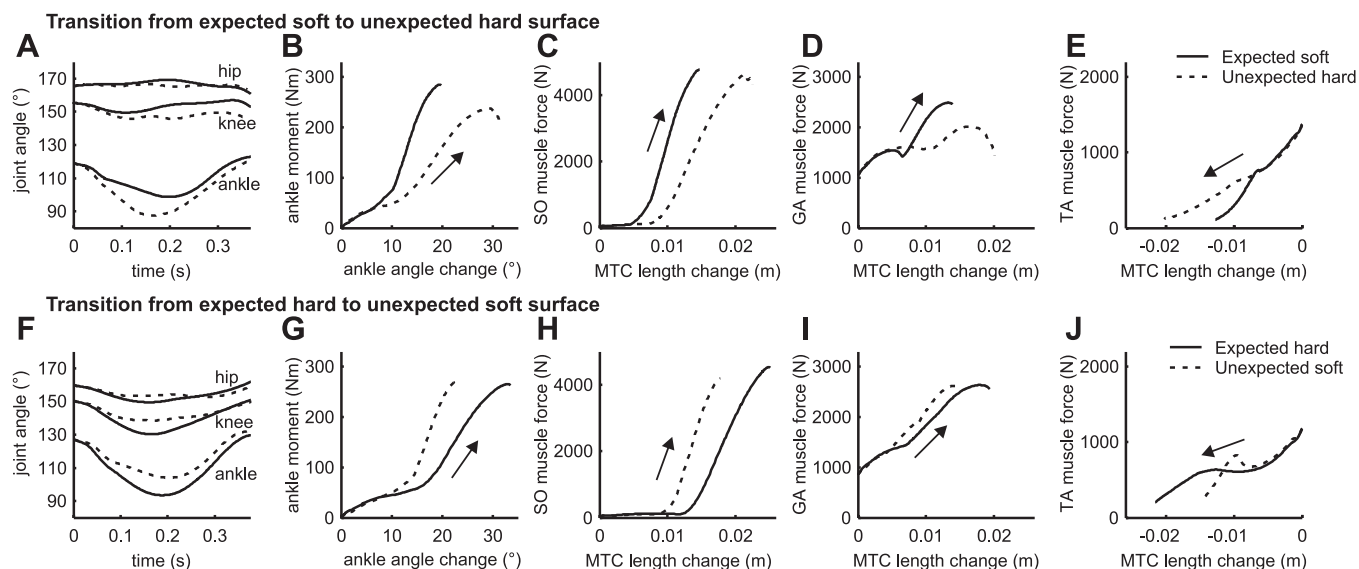 Transition from expected soft to unexpected hard surface
A B C D E
170
150
130
110
90
joint angle (°)
hip
knee
ankle
0 0.1 0.2 0.3
time (s)
300
200
100
0
ankle moment (Nm)
0 10 20 30
ankle angle change (°)
4000
2000
0
SO muscle force (N)
0 0.01 0.02
MTC length change (m)
3000
2000
1000
0
GA muscle force (N)
0 0.01 0.02
MTC length change (m)
2000
1000
0
TA muscle force (N)
Expected soft
Unexpected hard
-0.02 -0.01 0
MTC length change (m)
Transition from expected hard to unexpected soft surface
F G H I J
170
150
130
110
90
joint angle (°)
hip
knee
ankle
0 0.1 0.2 0.3
time (s)
300
200
100
0
ankle moment (Nm)
0 10 20 30
ankle angle change (°)
4000
2000
0
SO muscle force (N)
0 0.01 0.02
MTC length change (m)
3000
2000
1000
0
GA muscle force (N)
0 0.01 0.02
MTC length change (m)
2000
1000
0
TA muscle force (N)
Expected hard
Unexpected soft
-0.02 -0.01 0
MTC length change (m)